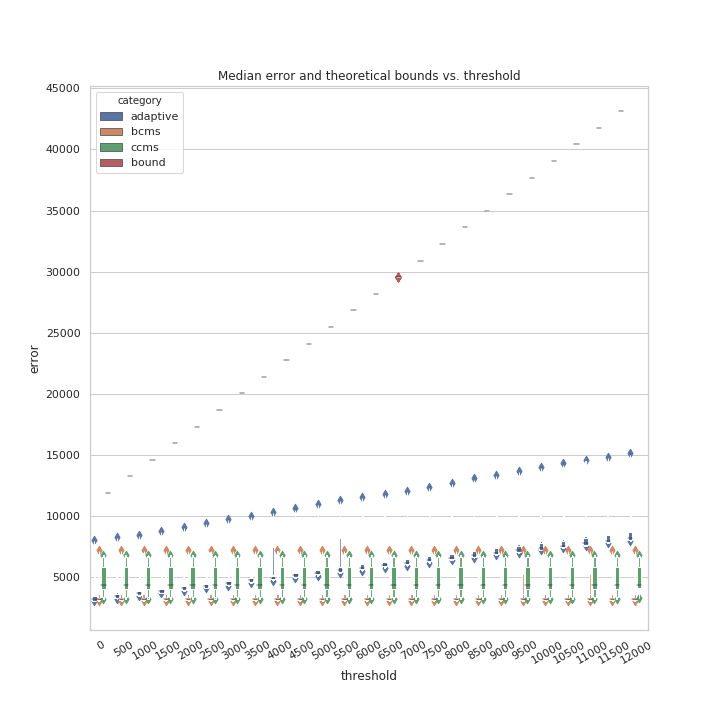 Median error and theoretical bounds vs. threshold
45000
category
adaptive
bcms
ccms
bound
40000
35000
30000
25000
20000
15000
10000
5000
error
0 500 1000 1500 2000 2500 3000 3500 4000 4500 5000 5500 6000 6500 7000 7500 8000 8500 9000 9500 10000 10500 11000 11500 12000
threshold